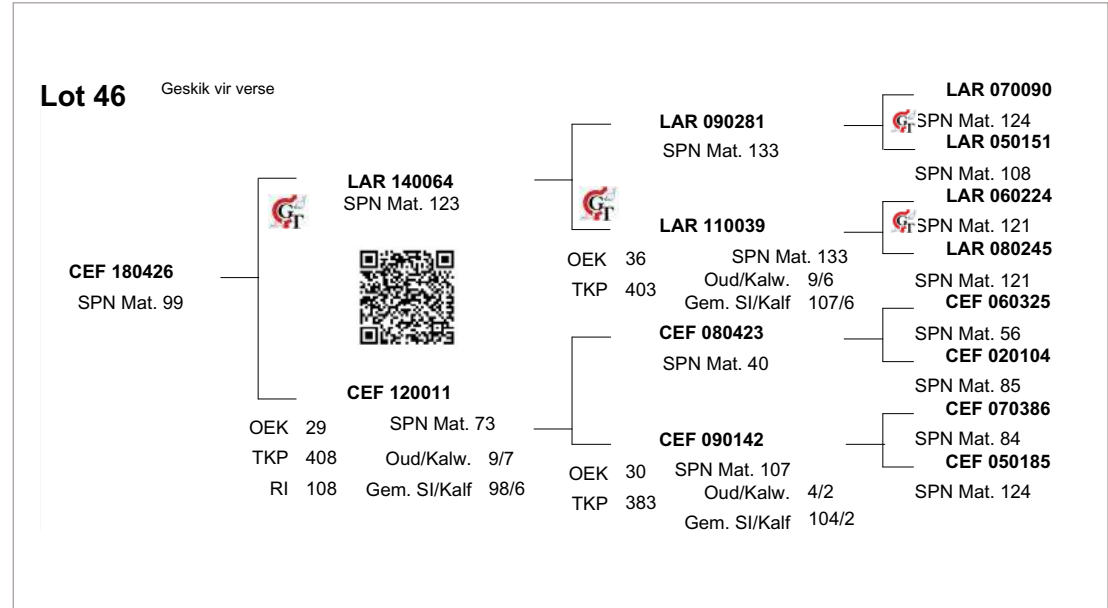 Lot 46 Geskik vir verse
CEF 180426
SPN Mat. 99
GT
LAR 140064
SPN Mat. 123
CEF 120011
OEK 29 SPN Mat. 73
TKP 408 Oud/Kalw. 9/7
RI 108 Gem. SI/Kalf 98/6
LAR 090281
SPN Mat. 133
GT
LAR 110039
OEK 36 SPN Mat. 133
TKP 403 Oud/Kalw. 9/6
Gem. SI/Kalf 107/6
CEF 080423
SPN Mat. 40
CEF 090142
OEK 30 SPN Mat. 107
TKP 383 Oud/Kalw. 4/2
Gem. SI/Kalf 104/2
LAR 070090
GT SPN Mat. 124
LAR 050151
SPN Mat. 108
LAR 060224
GT SPN Mat. 121
LAR 080245
SPN Mat. 121
CEF 060325
SPN Mat. 56
CEF 020104
SPN Mat. 85
CEF 070386
SPN Mat. 84
CEF 050185
SPN Mat. 124